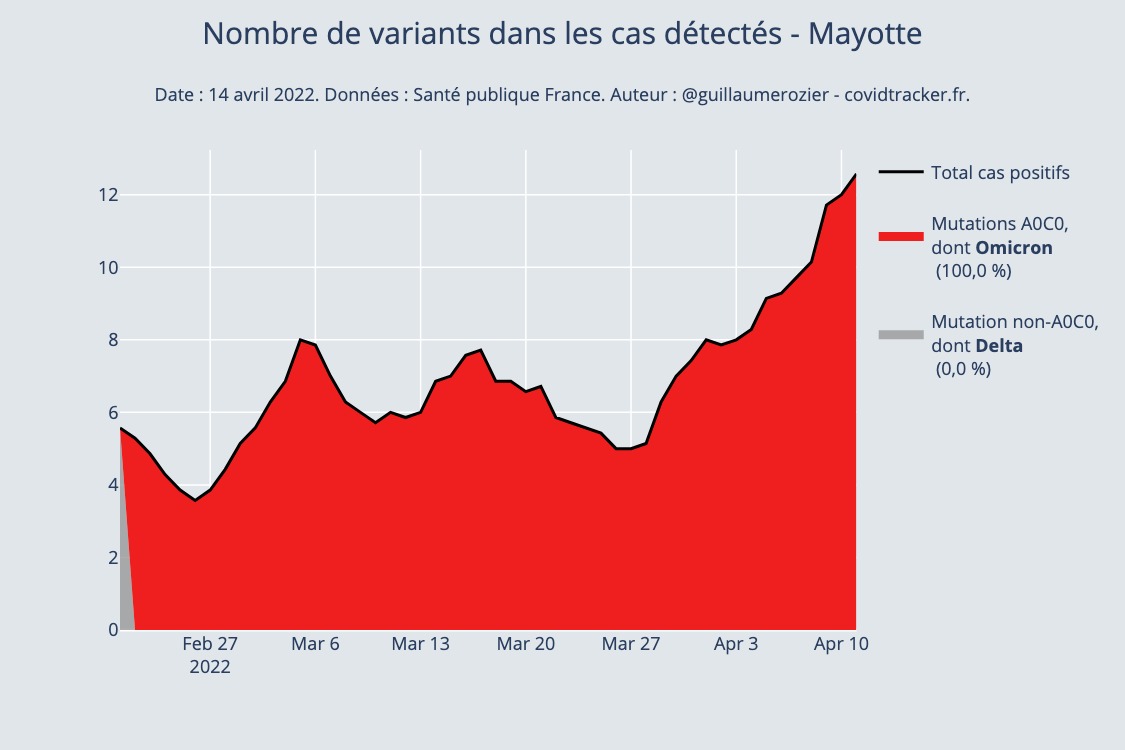 Nombre de variants dans les cas détectés - Mayotte
Date : 14 avril 2022. Données : Santé publique France. Auteur : @guillaumerozier - covidtracker.fr.
12
10
8
6
4
2
0
Feb 27
2022
Mar 6
Mar 13
Mar 20
Mar 27
Apr 3
Apr 10
Total cas positifs
Mutations A0C0,
dont Omicron
(100,0 %)
Mutation non-A0C0,
dont Delta
(0,0 %)